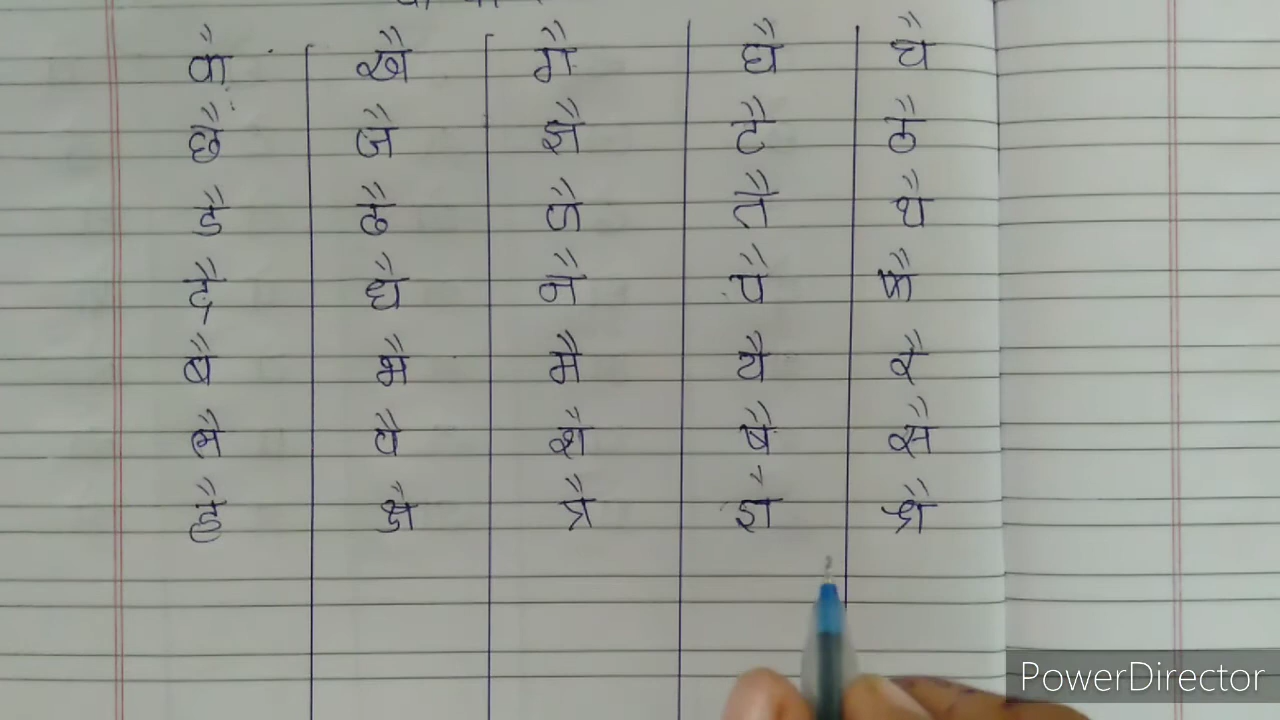 कै खै गै घै चै
छै जै झै टै ठै
डै ढै णै तै थै
दै धै नै पै फै
बै भै मै यै रै
लै वै शै षै सै
है क्षै त्रै ज्ञ श्रै
PowerDirector